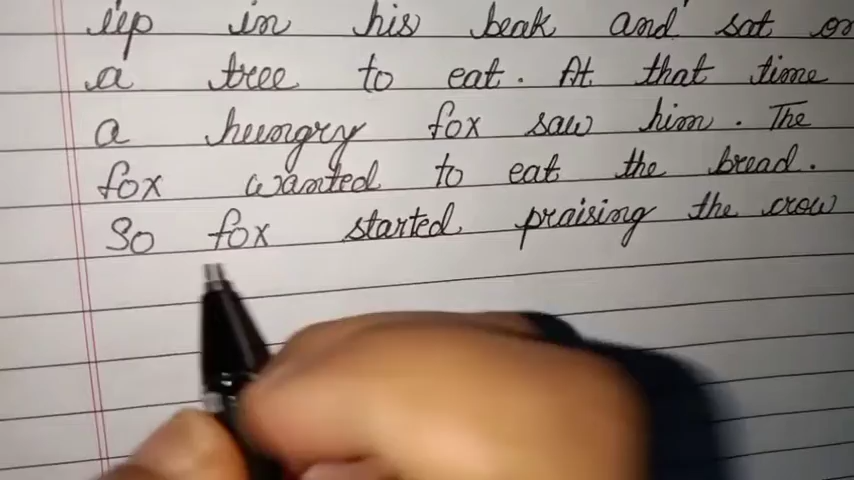 up in his beak and sat on
a tree to eat. At that time
a hungry fox saw him. The
fox wanted to eat the bread.
So fox started praising the crow